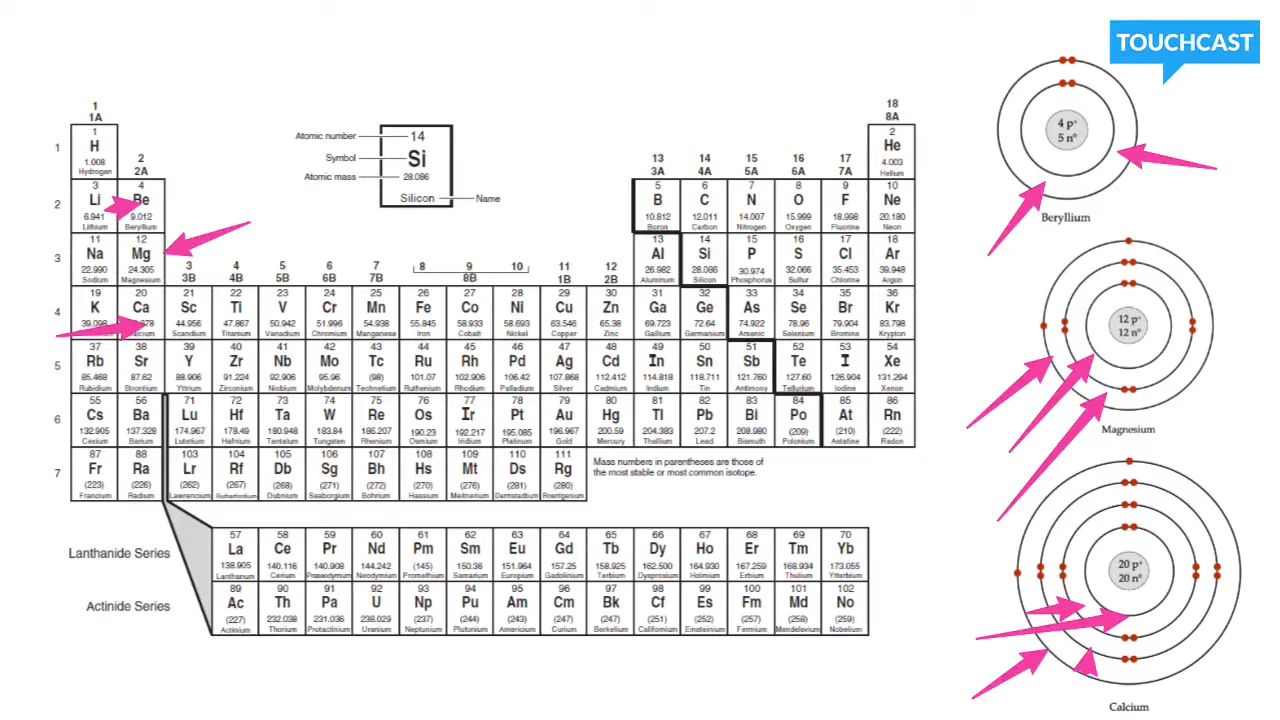 TOUCHCAST
1 18
1A 8A
1 Atomic number 14 2
1 H Symbol Si He
1.008 2 Atomic mass 28.086 13 14 15 16 17 4.003
Hydrogen 2A Silicon Name 3A 4A 5A 6A 7A Helium
3 4 5 6 7 8 9 10
2 Li Be B C N O F Ne
6.941 9.012 10.812 12.011 14.007 15.999 18.998 20.180
Lithium Beryllium Boron Carbon Nitrogen Oxygen Fluorine Neon
11 12 13 14 15 16 17 18
3 Na Mg 3 4 5 6 7 8 9 10 11 12 Al Si P S Cl Ar
22.990 24.305 3B 4B 5B 6B 7B 8B 1B 2B 26.982 28.086 30.974 32.066 35.453 39.948
Sodium Magnesium Aluminum Silicon Phosphorus Sulfur Chlorine Argon
19 20 21 22 23 24 25 26 27 28 29 30 31 32 33 34 35 36
4 K Ca Sc Ti V Cr Mn Fe Co Ni Cu Zn Ga Ge As Se Br Kr
39.098 44.956 47.867 50.942 51.996 54.938 55.845 58.933 58.693 63.546 65.38 69.723 72.64 74.922 78.96 79.904 83.798
Scandium Titanium Vanadium Chromium Manganese Iron Cobalt Nickel Copper Zinc Gallium Germanium Arsenic Selenium Bromine Krypton
37 38 39 40 41 42 43 44 45 46 47 48 49 50 51 52 53 54
5 Rb Sr Y Zr Nb Mo Tc Ru Rh Pd Ag Cd In Sn Sb Te I Xe
85.468 87.62 88.906 91.224 92.906 95.96 (98) 101.07 102.906 106.42 107.868 112.412 114.818 118.711 121.760 127.60 126.904 131.294
Rubidium Strontium Yttrium Zirconium Niobium Molybdenum Technetium Ruthenium Rhodium Palladium Silver Cadmium Indium Tin Antimony Tellurium Iodine Xenon
55 56 71 72 73 74 75 76 77 78 79 80 81 82 83 84 85 86
6 Cs Ba Lu Hf Ta W Re Os Ir Pt Au Hg Tl Pb Bi Po At Rn
132.905 137.328 174.967 178.49 180.948 183.84 186.207 190.23 192.217 195.085 196.967 200.59 204.383 207.2 208.980 (209) (210) (222)
Cesium Barium Lutetium Hafnium Tantalum Tungsten Rhenium Osmium Iridium Platinum Gold Mercury Thallium Lead Bismuth Polonium Astatine Radon
87 88 103 104 105 106 107 108 109 110 111
7 Fr Ra Lr Rf Db Sg Bh Hs Mt Ds Rg
(223) (226) (262) (267) (268) (271) (272) (270) (276) (281) (280)
Francium Radium Lawrencium Rutherfordium Dubnium Seaborgium Bohrium Hassium Meitnerium Darmstadtium Roentgenium
Mass numbers in parentheses are those of
the most stable or most common isotope.
57 58 59 60 61 62 63 64 65 66 67 68 69 70
Lanthanide Series La Ce Pr Nd Pm Sm Eu Gd Tb Dy Ho Er Tm Yb
138.905 140.116 140.908 144.242 (145) 150.36 151.964 157.25 158.925 162.500 164.930 167.259 168.934 173.055
Lanthanum Cerium Praseodymium Neodymium Promethium Samarium Europium Gadolinium Terbium Dysprosium Holmium Erbium Thulium Ytterbium
89 90 91 92 93 94 95 96 97 98 99 100 101 102
Actinide Series Ac Th Pa U Np Pu Am Cm Bk Cf Es Fm Md No
(227) 232.038 231.036 238.029 (237) (244) (243) (247) (247) (251) (252) (257) (258) (259)
Actinium Thorium Protactinium Uranium Neptunium Plutonium Americium Curium Berkelium Californium Einsteinium Fermium Mendelevium Nobelium
4 p⁺
5 n⁰
Beryllium
12 p⁺
12 n⁰
Magnesium
20 p⁺
20 n⁰
Calcium